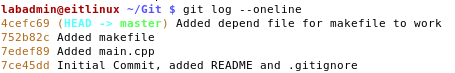 labadmin@eitlinux ~/Git $ git log --oneline
4cefc69 (HEAD -> master) Added depend file for makefile to work
752b82c Added makefile
7edef89 Added main.cpp
7ce45dd Initial Commit, added README and .gitignore